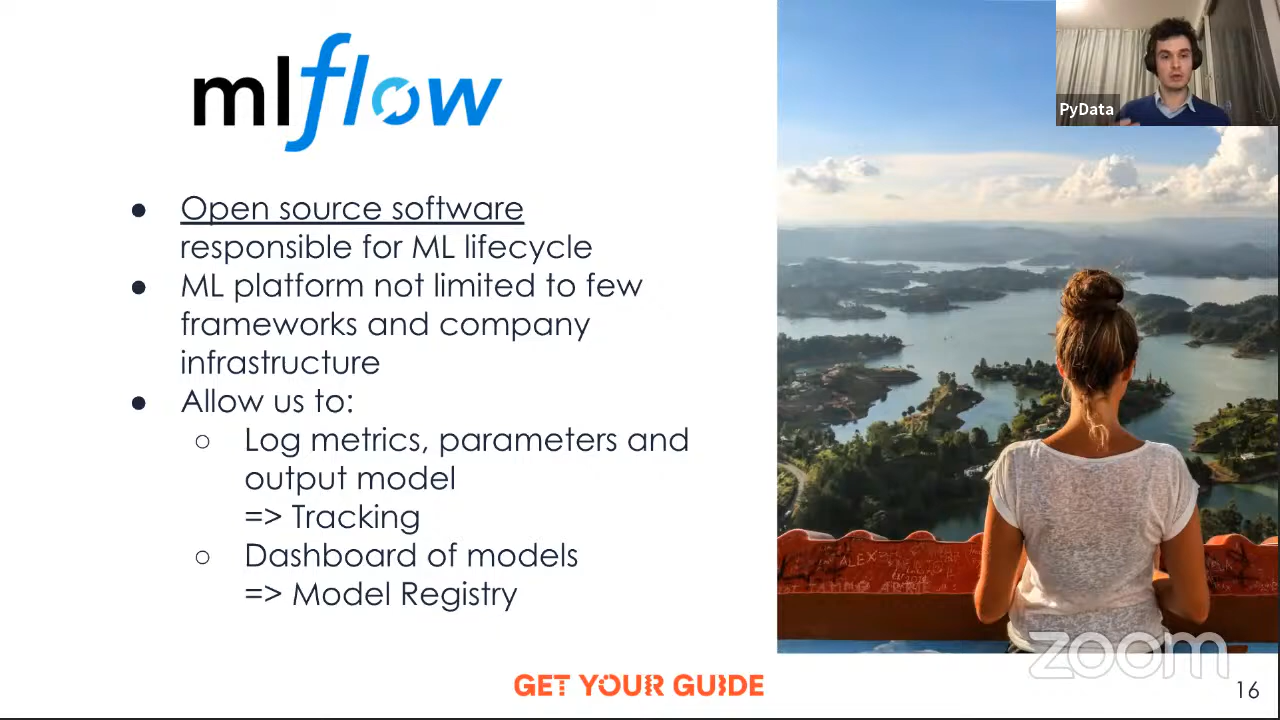 mlflow
PyData
● Open source software
responsible for ML lifecycle
● ML platform not limited to few
frameworks and company
infrastructure
● Allow us to:
○ Log metrics, parameters and
output model
=> Tracking
○ Dashboard of models
=> Model Registry
ALEX
zoom
GET YOUR GUIDE
16